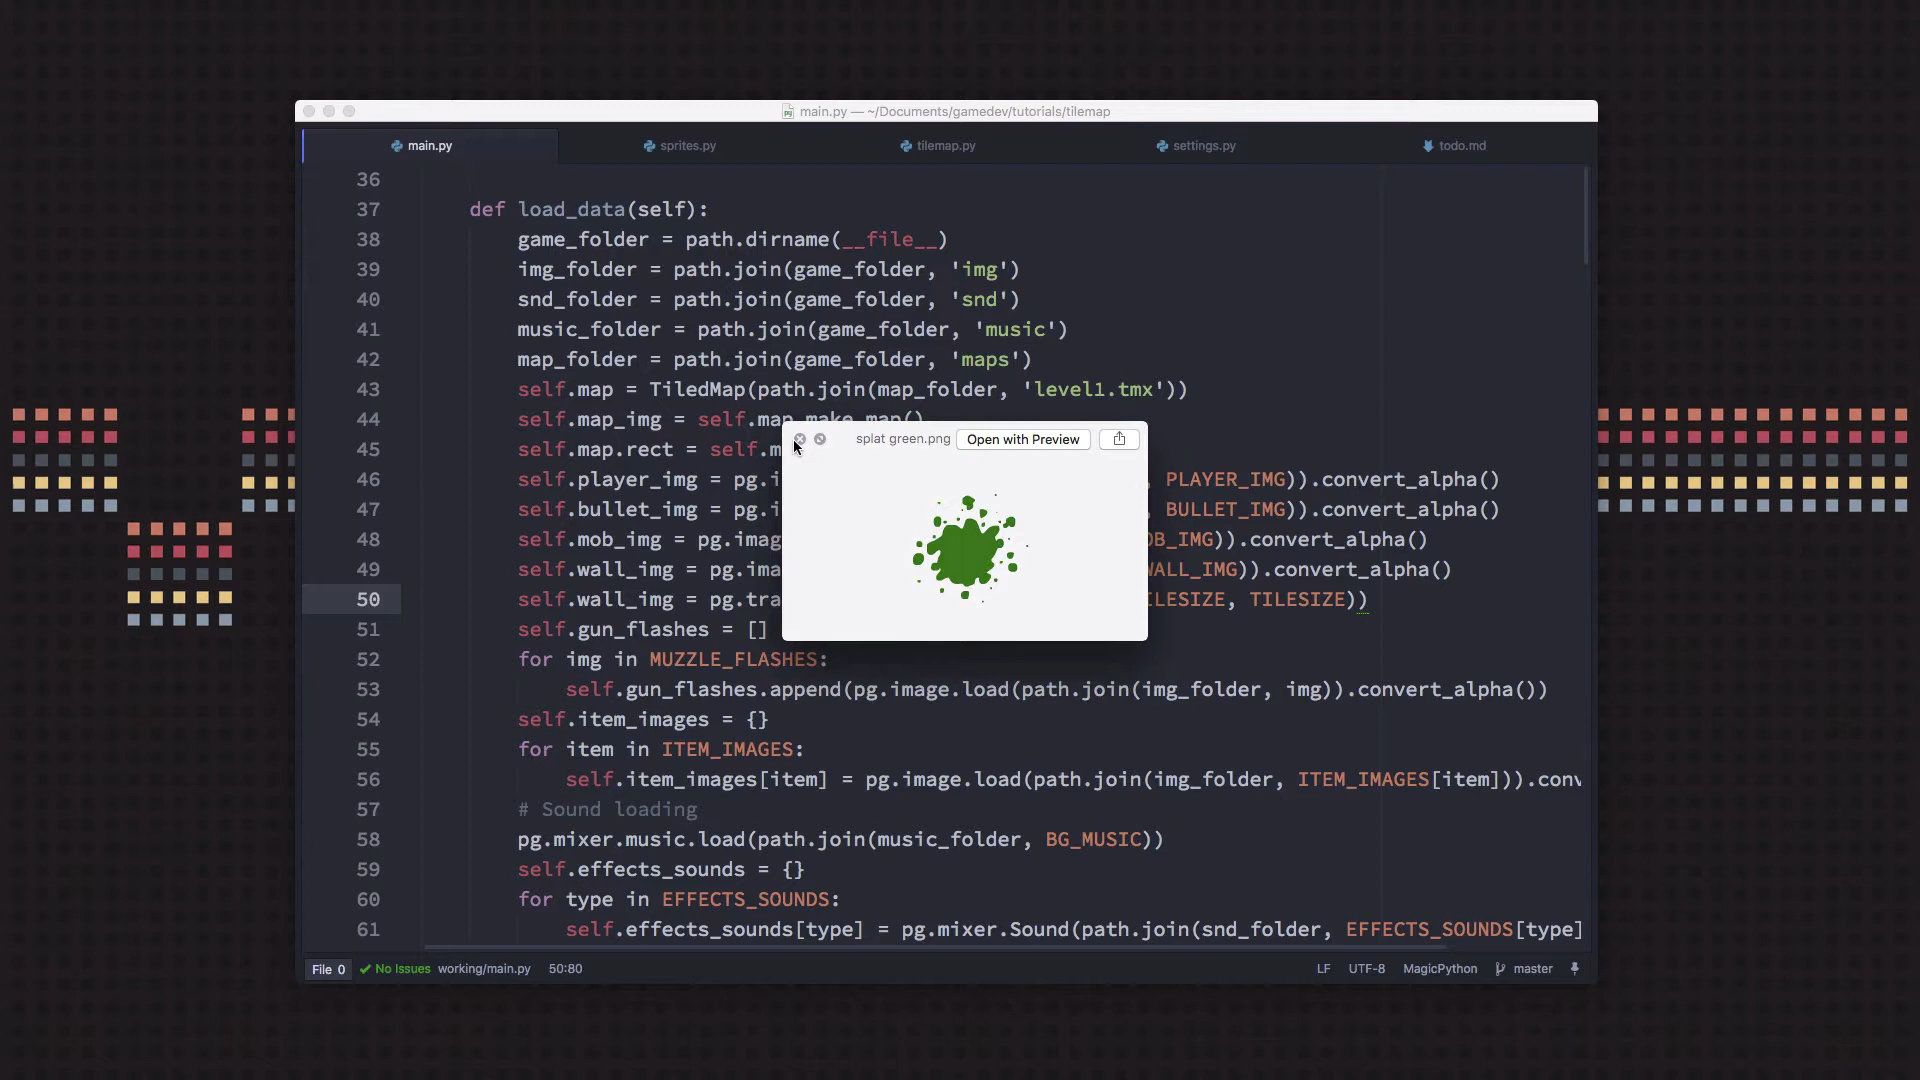 main.py — ~/Documents/gamedev/tutorials/tilemap
main.py sprites.py tilemap.py settings.py todo.md
36
37 def load_data(self):
38 game_folder = path.dirname(__file__)
39 img_folder = path.join(game_folder, 'img')
40 snd_folder = path.join(game_folder, 'snd')
41 music_folder = path.join(game_folder, 'music')
42 map_folder = path.join(game_folder, 'maps')
43 self.map = TiledMap(path.join(map_folder, 'level1.tmx'))
44 self.map_img = self.map.make_map()
45 self.map.rect = self.m
splat green.png Open with Preview
46 self.player_img = pg.i , PLAYER_IMG)).convert_alpha()
47 self.bullet_img = pg.i , BULLET_IMG)).convert_alpha()
48 self.mob_img = pg.imag OB_IMG)).convert_alpha()
49 self.wall_img = pg.ima WALL_IMG)).convert_alpha()
50 self.wall_img = pg.tra ILESIZE, TILESIZE))
51 self.gun_flashes = []
52 for img in MUZZLE_FLASHES:
53 self.gun_flashes.append(pg.image.load(path.join(img_folder, img)).convert_alpha())
54 self.item_images = {}
55 for item in ITEM_IMAGES:
56 self.item_images[item] = pg.image.load(path.join(img_folder, ITEM_IMAGES[item])).conv
57 # Sound loading
58 pg.mixer.music.load(path.join(music_folder, BG_MUSIC))
59 self.effects_sounds = {}
60 for type in EFFECTS_SOUNDS:
61 self.effects_sounds[type] = pg.mixer.Sound(path.join(snd_folder, EFFECTS_SOUNDS[type]
File 0 No Issues working/main.py 50:80 LF UTF-8 MagicPython master